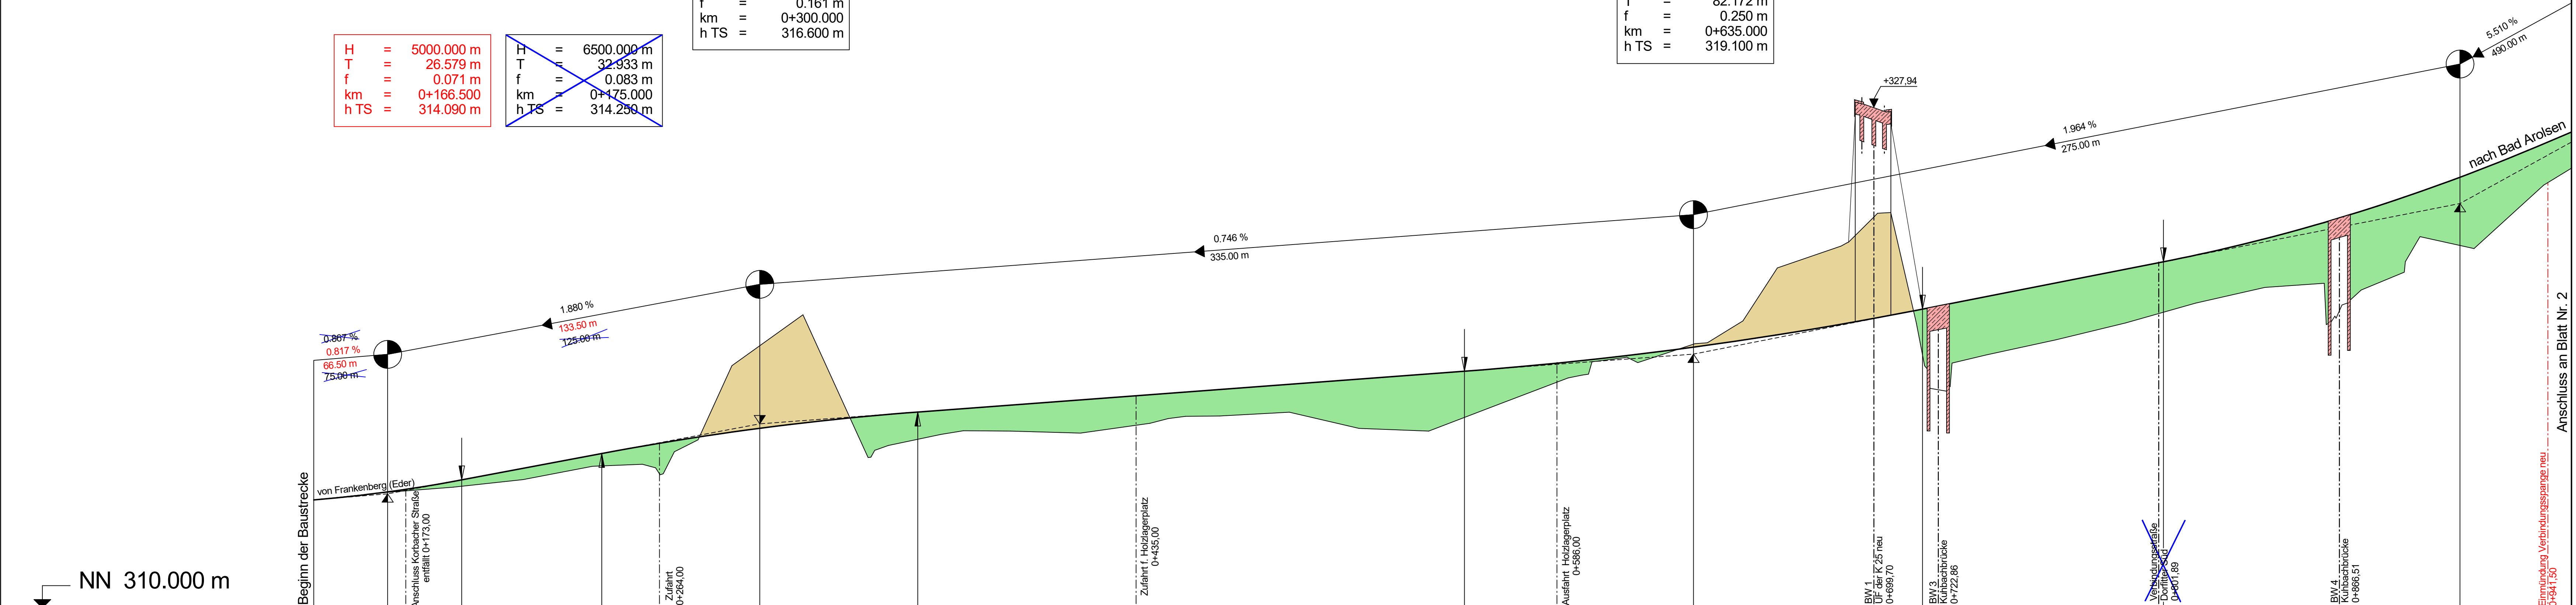 f = 0.161 m
km = 0+300.000
h TS = 316.600 m
T = 82.172 m
f = 0.250 m
km = 0+635.000
h TS = 319.100 m
H = 5000.000 m
T = 26.579 m
f = 0.071 m
km = 0+166.500
h TS = 314.090 m
H = 6500.000 m
T = 32.933 m
f = 0.083 m
km = 0+175.000
h TS = 314.250 m
5.510 %
490.00 m
+327,94
1.964 %
275.00 m
nach Bad Arolsen
0.746 %
335.00 m
1.880 %
133.50 m
125.00 m
0.867 %
0.817 %
66.50 m
75.00 m
Anschluss an Blatt Nr. 2
Beginn der Baustrecke
von Frankenberg (Eder)
Anschluss Korbacher Straße
entfällt 0+173,00
Zufahrt
0+264,00
Zufahrt f. Holzlagerplatz
0+435,00
Ausfahrt Holzlagerplatz
0+586,00
BW 1
ÜF der K 25 neu
0+699,70
BW 3
Kuhbachbrücke
0+722,86
Verbindungsstraße
Dorfitter Süd
0+801,89
BW 4
Kuhbachbrücke
0+866,51
Einmündung Verbindungsspange neu
0+941,50
NN 310.000 m